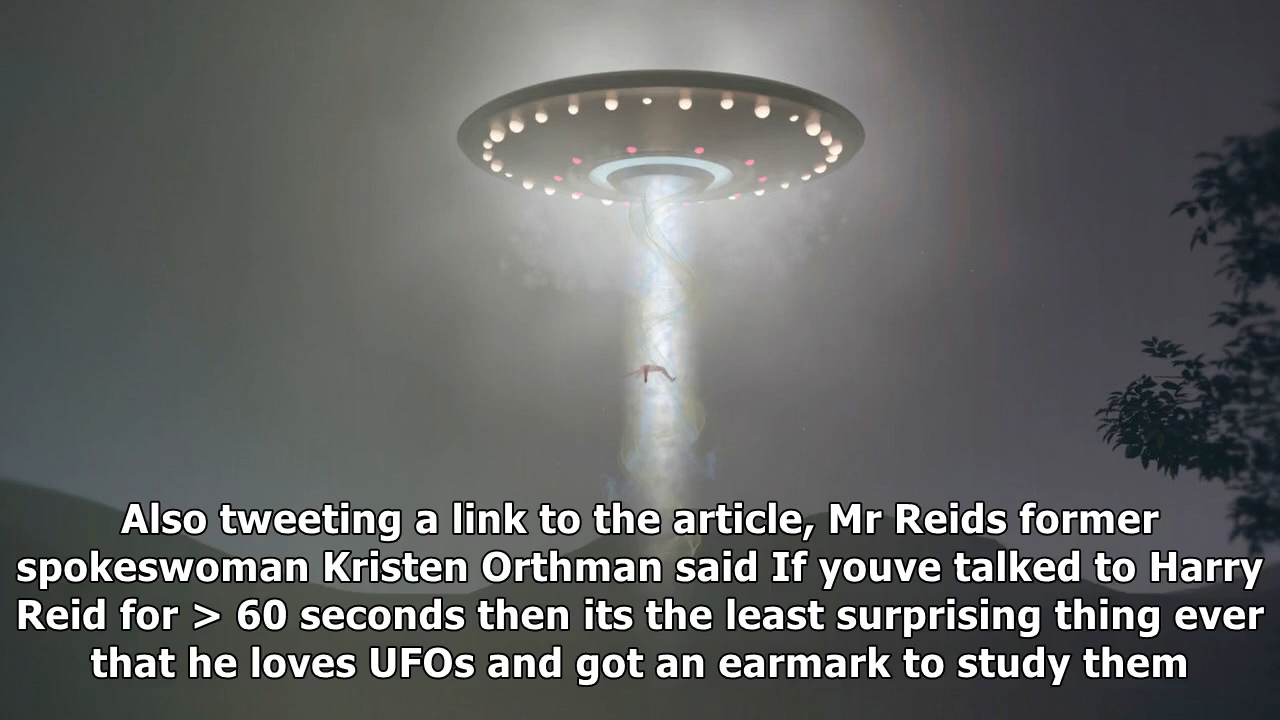 Also tweeting a link to the article, Mr Reids former
spokeswoman Kristen Orthman said If youve talked to Harry
Reid for > 60 seconds then its the least surprising thing ever
that he loves UFOs and got an earmark to study them